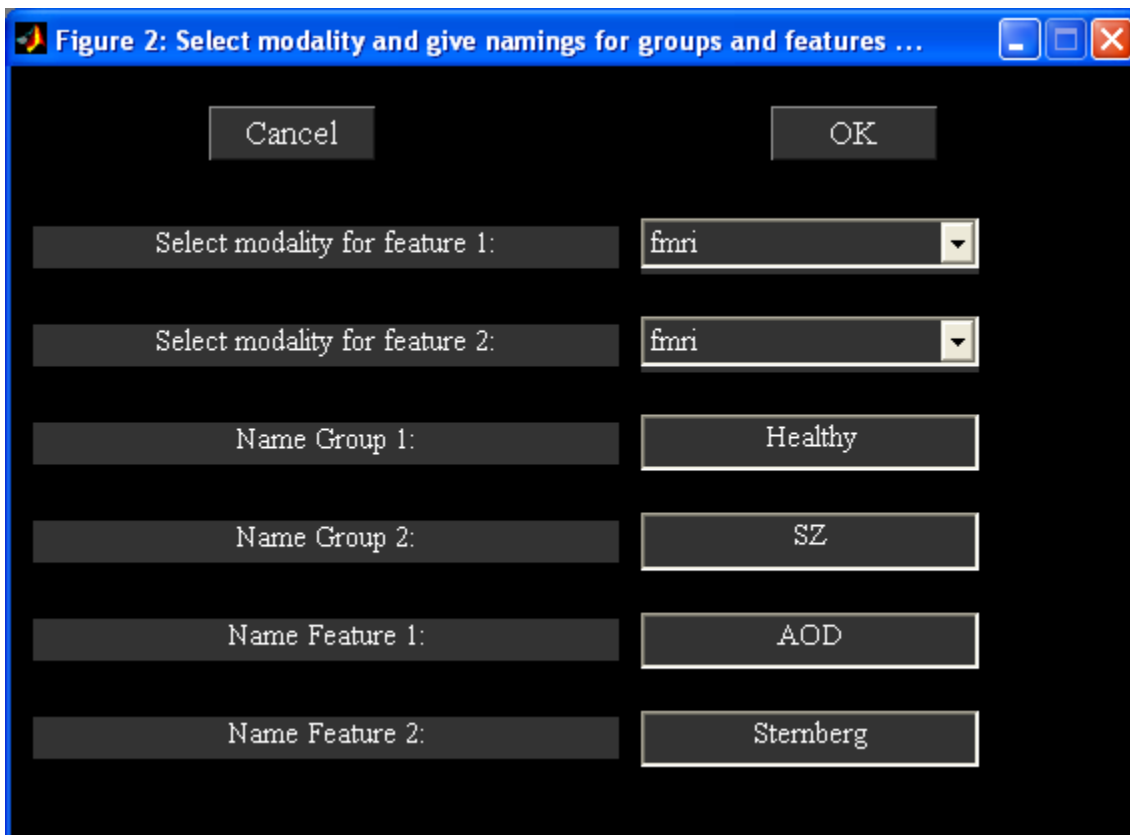 Figure 2: Select modality and give namings for groups and features ...
Cancel OK
Select modality for feature 1: fmri
Select modality for feature 2: fmri
Name Group 1: Healthy
Name Group 2: SZ
Name Feature 1: AOD
Name Feature 2: Sternberg